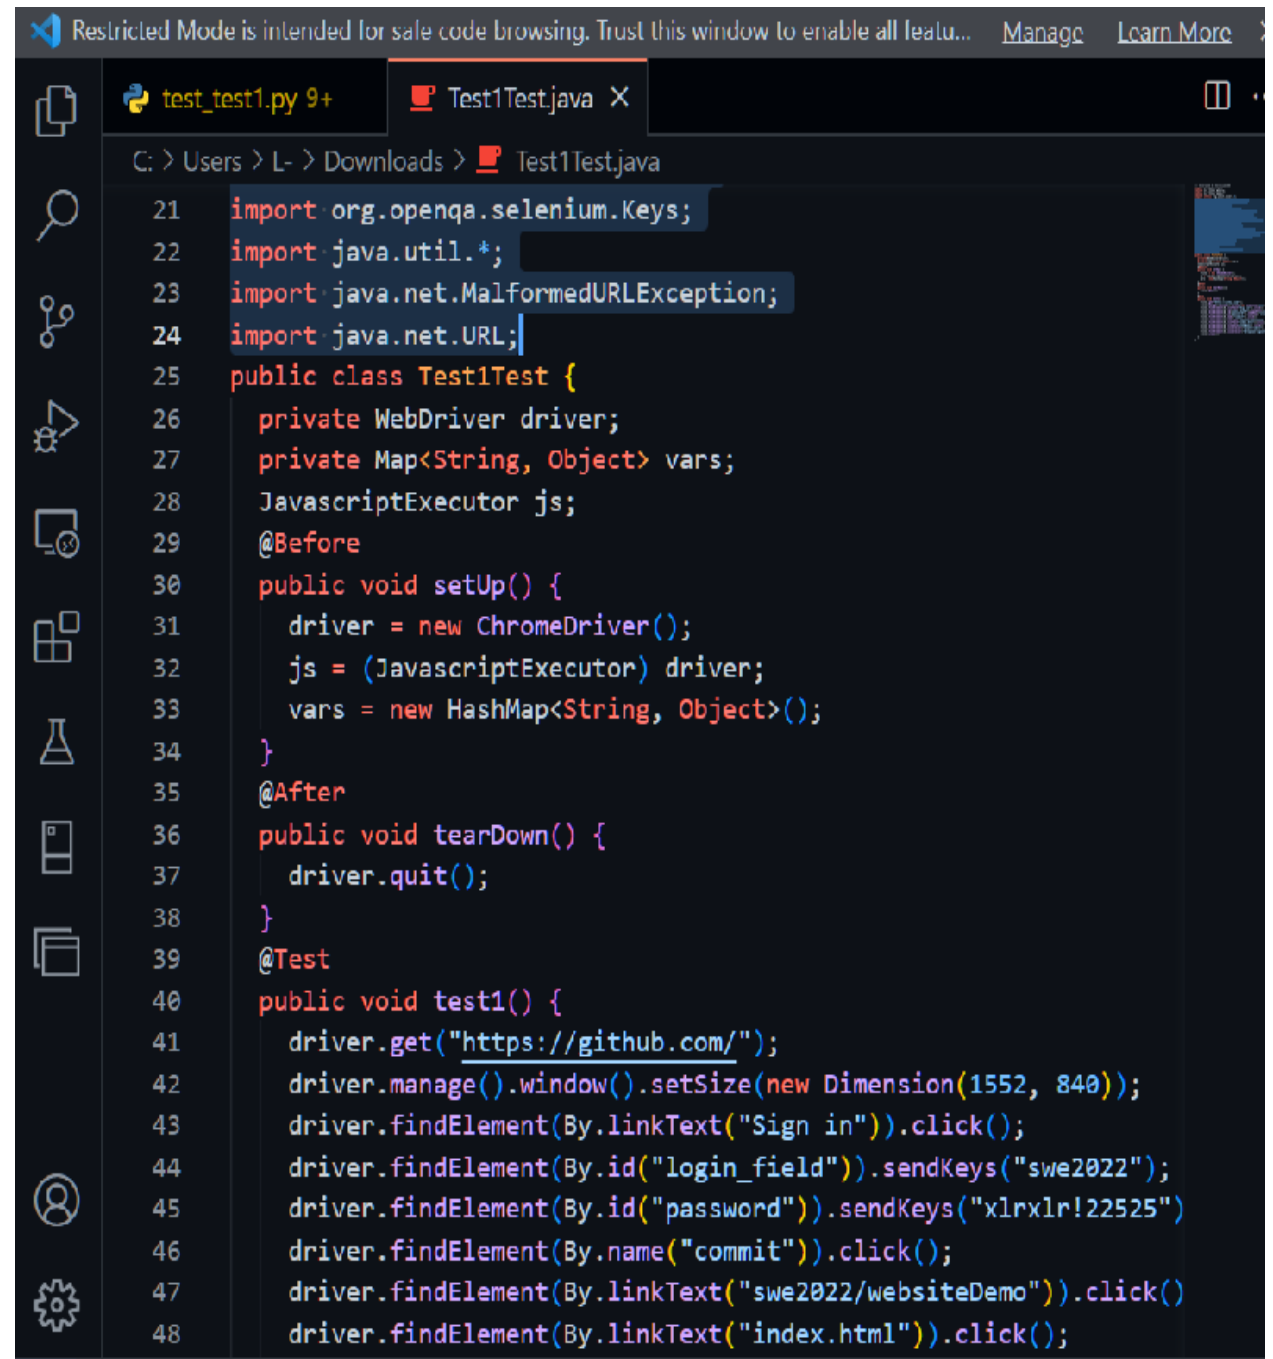 Restricted Mode is intended for safe code browsing. Trust this window to enable all featu... Manage Learn More
test_test1.py 9+ Test1Test.java
C: > Users > L- > Downloads > Test1Test.java
21 import org.openqa.selenium.Keys;
22 import java.util.*;
23 import java.net.MalformedURLException;
24 import java.net.URL;
25 public class Test1Test {
26 private WebDriver driver;
27 private Map<String, Object> vars;
28 JavascriptExecutor js;
29 @Before
30 public void setUp() {
31 driver = new ChromeDriver();
32 js = (JavascriptExecutor) driver;
33 vars = new HashMap<String, Object>();
34 }
35 @After
36 public void tearDown() {
37 driver.quit();
38 }
39 @Test
40 public void test1() {
41 driver.get("https://github.com/");
42 driver.manage().window().setSize(new Dimension(1552, 840));
43 driver.findElement(By.linkText("Sign in")).click();
44 driver.findElement(By.id("login_field")).sendKeys("swe2022");
45 driver.findElement(By.id("password")).sendKeys("xlrxlr!22525")
46 driver.findElement(By.name("commit")).click();
47 driver.findElement(By.linkText("swe2022/websiteDemo")).click()
48 driver.findElement(By.linkText("index.html")).click();